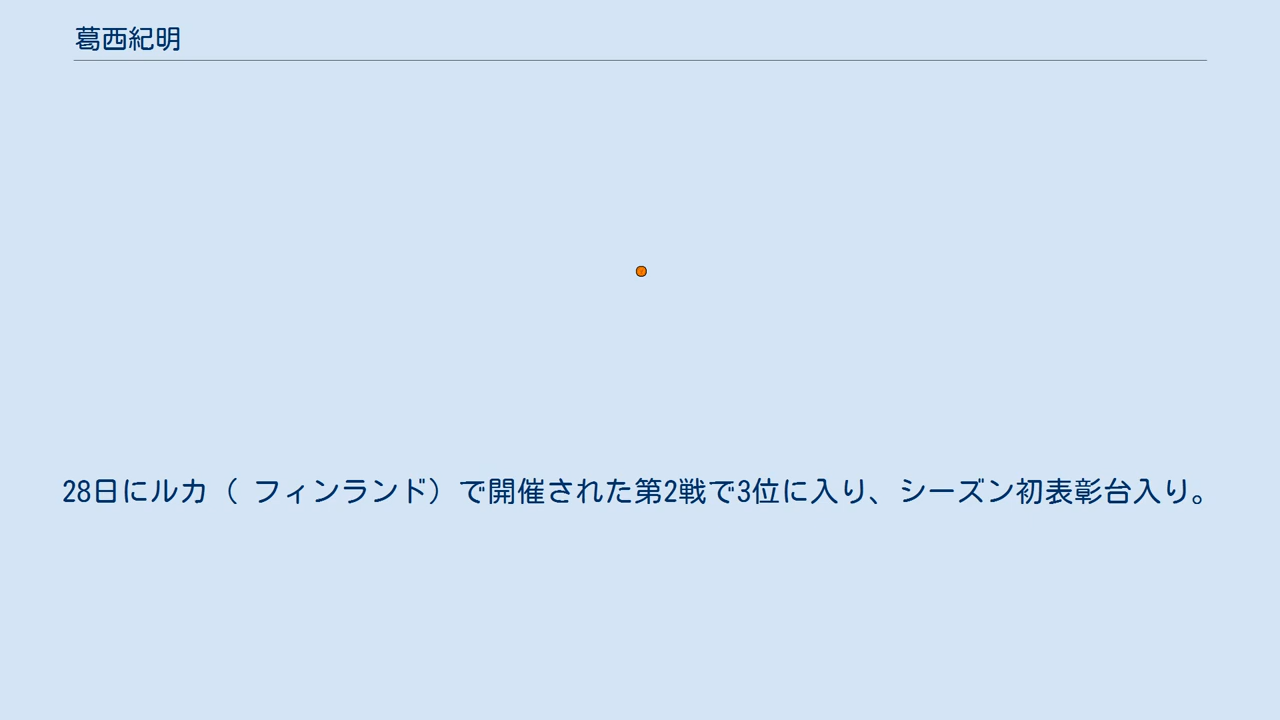 葛西紀明
28日にルカ（ フィンランド）で開催された第2戦で3位に入り、シーズン初表彰台入り。